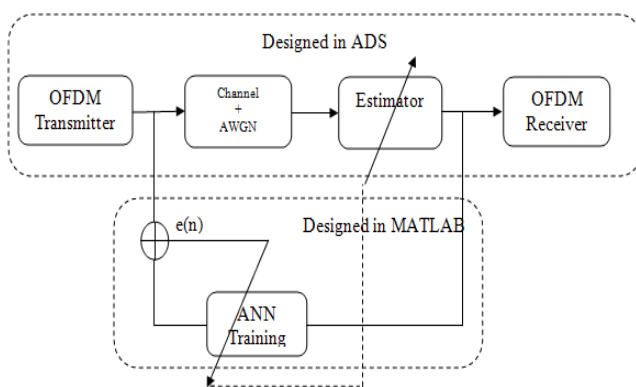 Designed in ADS
OFDM
Transmitter
Channel
+
AWGN
Estimator
OFDM
Receiver
e(n)
Designed in MATLAB
ANN
Training